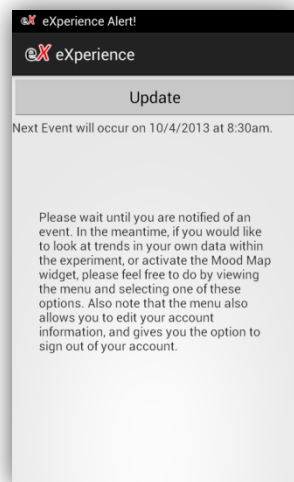 eX eXperience Alert!
eX eXperience
Update
Next Event will occur on 10/4/2013 at 8:30am.
Please wait until you are notified of an
event. In the meantime, if you would like
to look at trends in your own data within
the experiment, or activate the Mood Map
widget, please feel free to do by viewing
the menu and selecting one of these
options. Also note that the menu also
allows you to edit your account
information, and gives you the option to
sign out of your account.